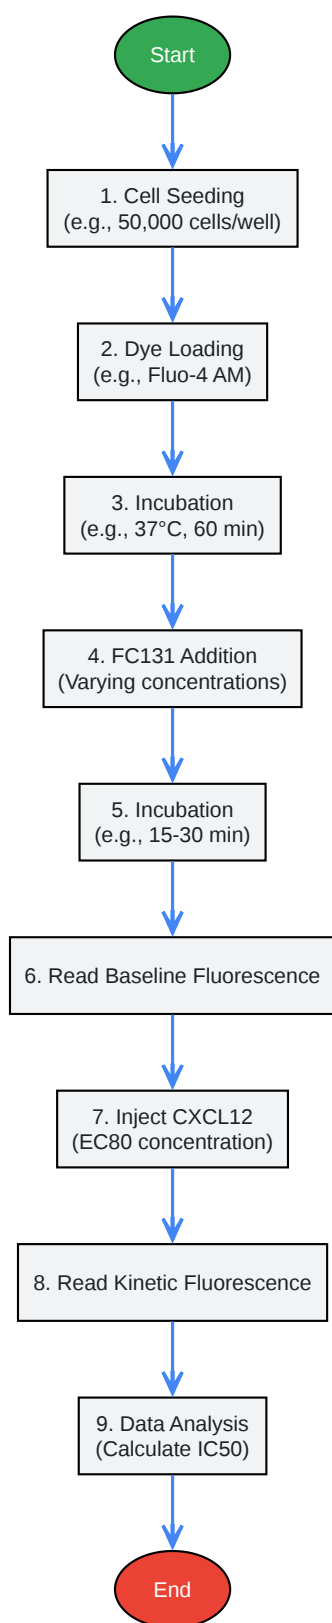 Start
1. Cell Seeding
(e.g., 50,000 cells/well)
2. Dye Loading
(e.g., Fluo-4 AM)
3. Incubation
(e.g., 37°C, 60 min)
4. FC131 Addition
(Varying concentrations)
5. Incubation
(e.g., 15-30 min)
6. Read Baseline Fluorescence
7. Inject CXCL12
(EC80 concentration)
8. Read Kinetic Fluorescence
9. Data Analysis
(Calculate IC50)
End